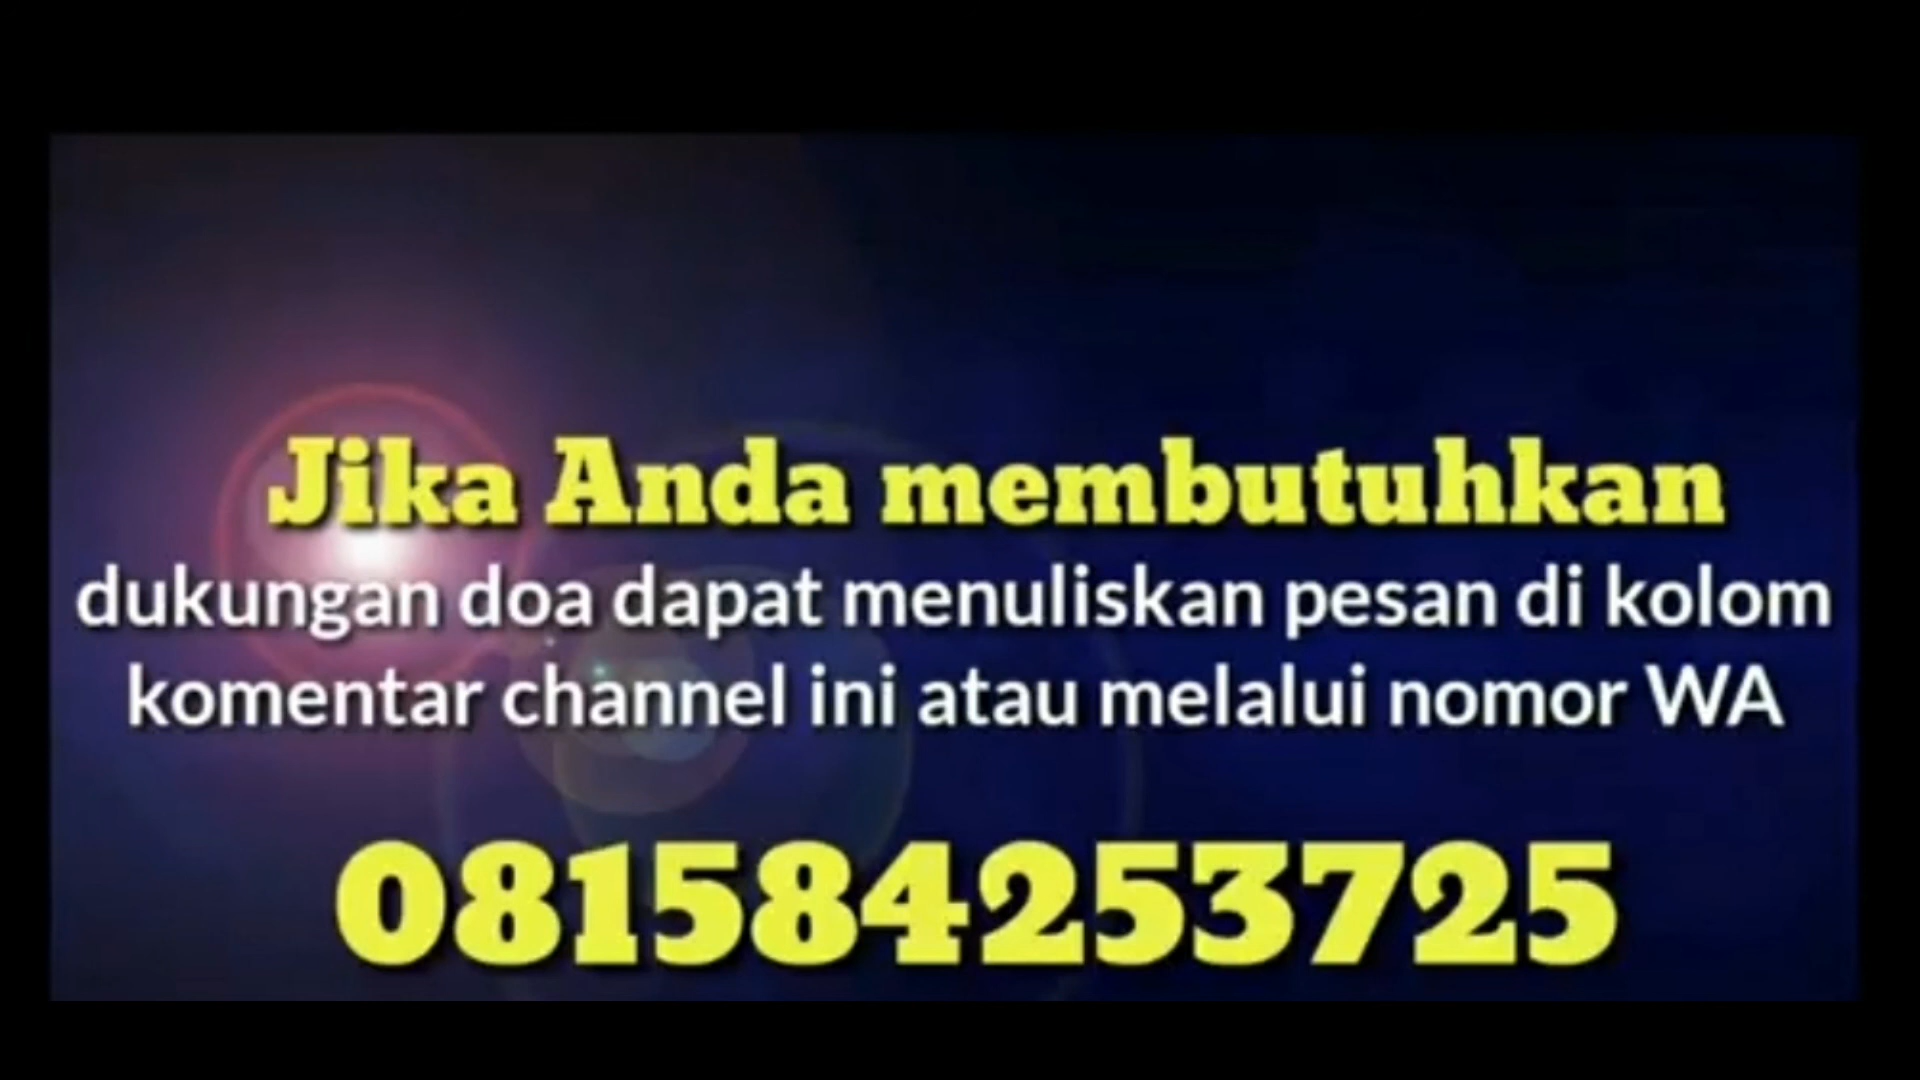 Jika Anda membutuhkan
dukungan doa dapat menuliskan pesan di kolom
komentar channel ini atau melalui nomor WA
081584253725